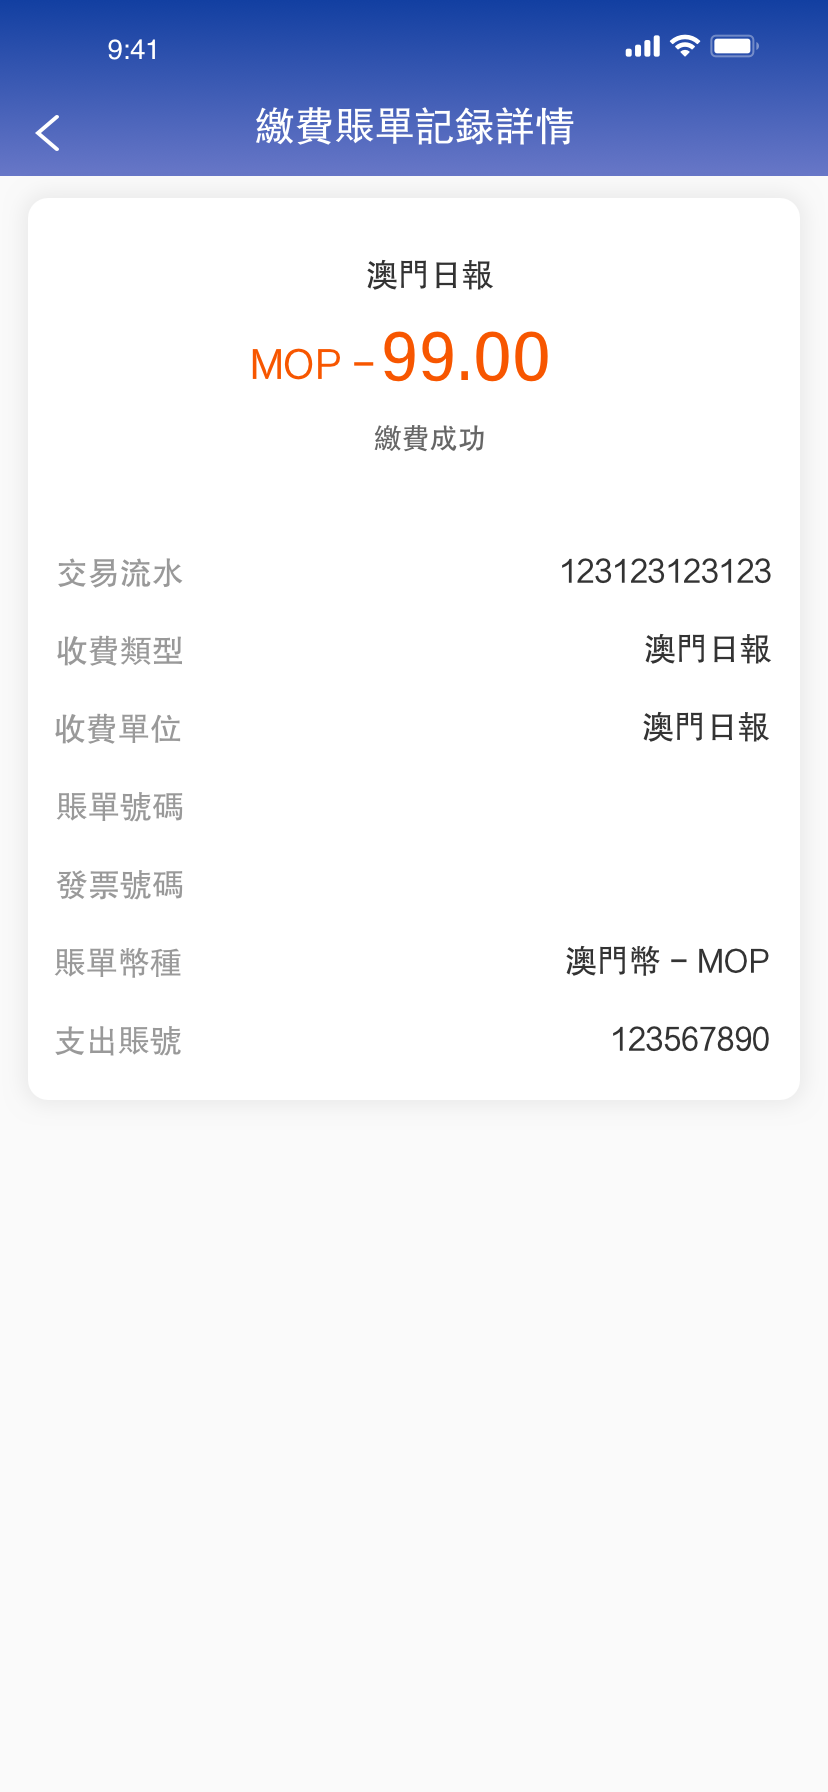 9:41
繳費賬單記録詳情
澳門日報
MOP -99.00
繳費成功
交易流水 123123123123
收費類型 澳門日報
收費單位 澳門日報
賬單號碼
發票號碼
賬單幣種 澳門幣 - MOP
支出賬號 123567890